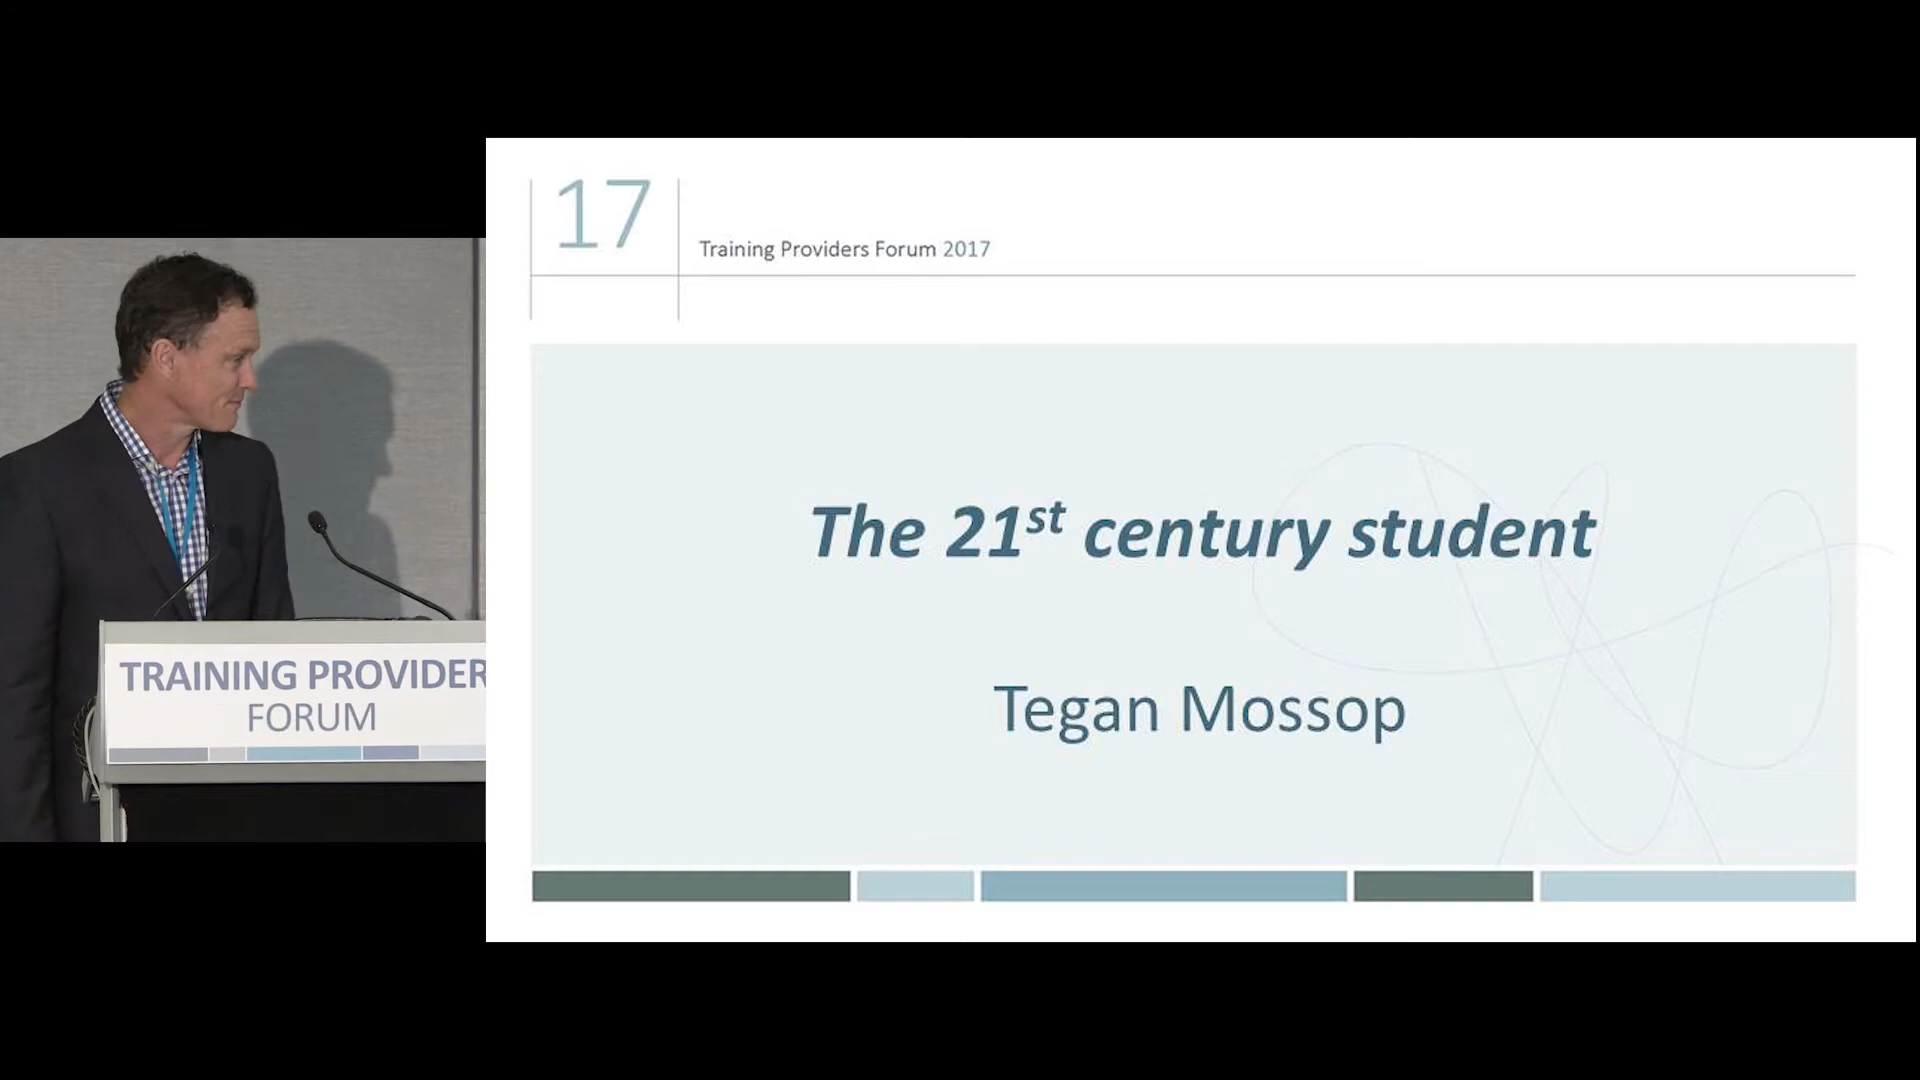 17
Training Providers Forum 2017
The 21st century student
Tegan Mossop
TRAINING PROVIDER
FORUM